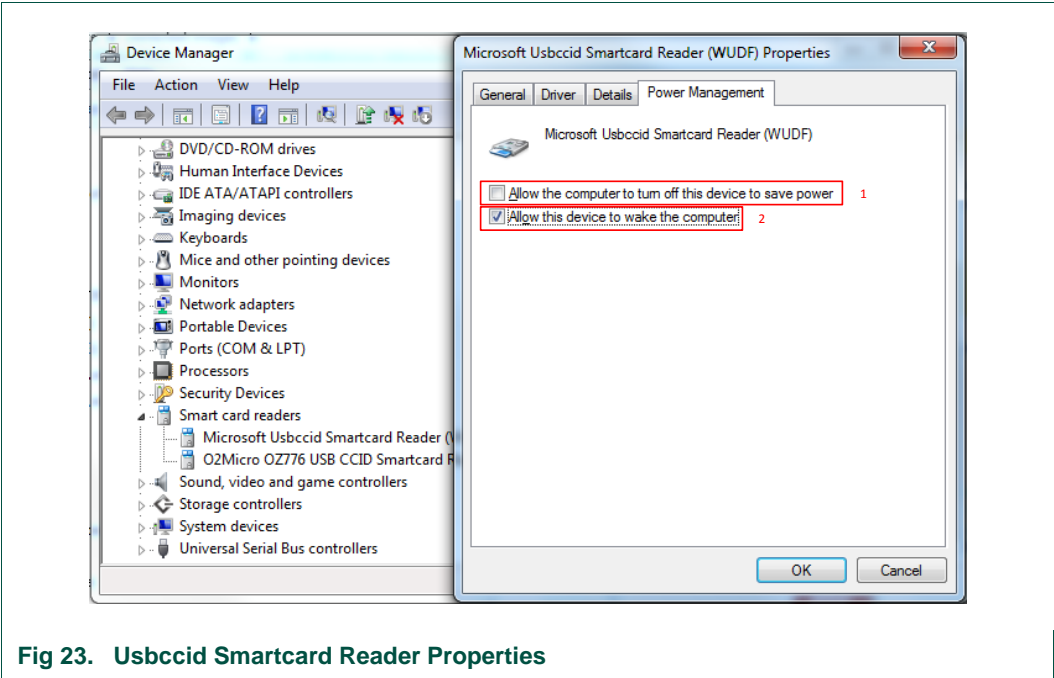 Device Manager
File Action View Help
DVD/CD-ROM drives
Human Interface Devices
IDE ATA/ATAPI controllers
Imaging devices
Keyboards
Mice and other pointing devices
Monitors
Network adapters
Portable Devices
Ports (COM & LPT)
Processors
Security Devices
Smart card readers
Microsoft Usbccid Smartcard Reader (
O2Micro OZ776 USB CCID Smartcard R
Sound, video and game controllers
Storage controllers
System devices
Universal Serial Bus controllers
Microsoft Usbccid Smartcard Reader (WUDF) Properties
General Driver Details Power Management
Microsoft Usbccid Smartcard Reader (WUDF)
Allow the computer to turn off this device to save power 1
Allow this device to wake the computer 2
OK Cancel
Fig 23. Usbccid Smartcard Reader Properties